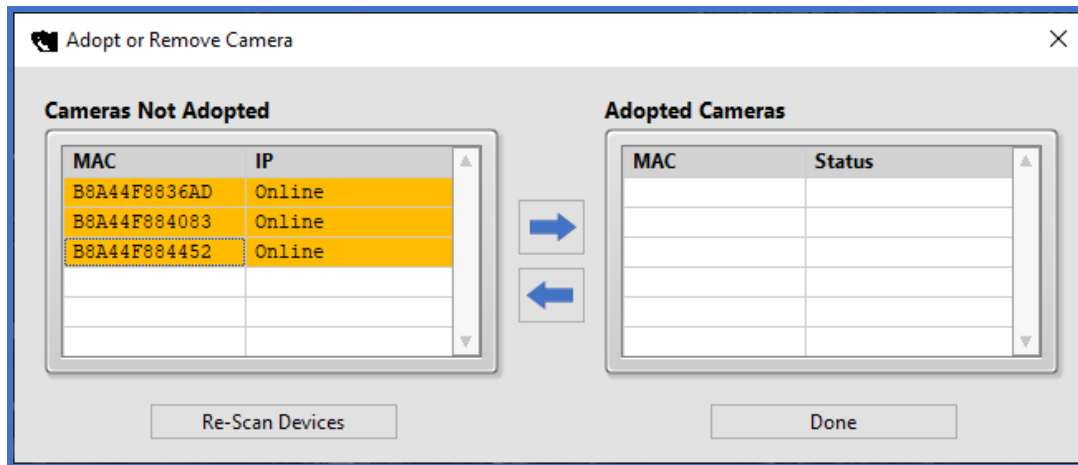 Adopt or Remove Camera
Cameras Not Adopted
MAC IP
B8A44F8836AD Online
B8A44F884083 Online
B8A44F884452 Online
Re-Scan Devices
Adopted Cameras
MAC Status
Done